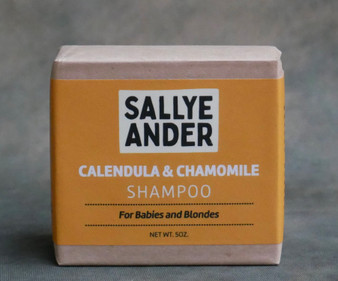 SALLYE
ANDER
CALENDULA & CHAMOMILE
SHAMPOO
For Babies and Blondes
NET WT. 5OZ.